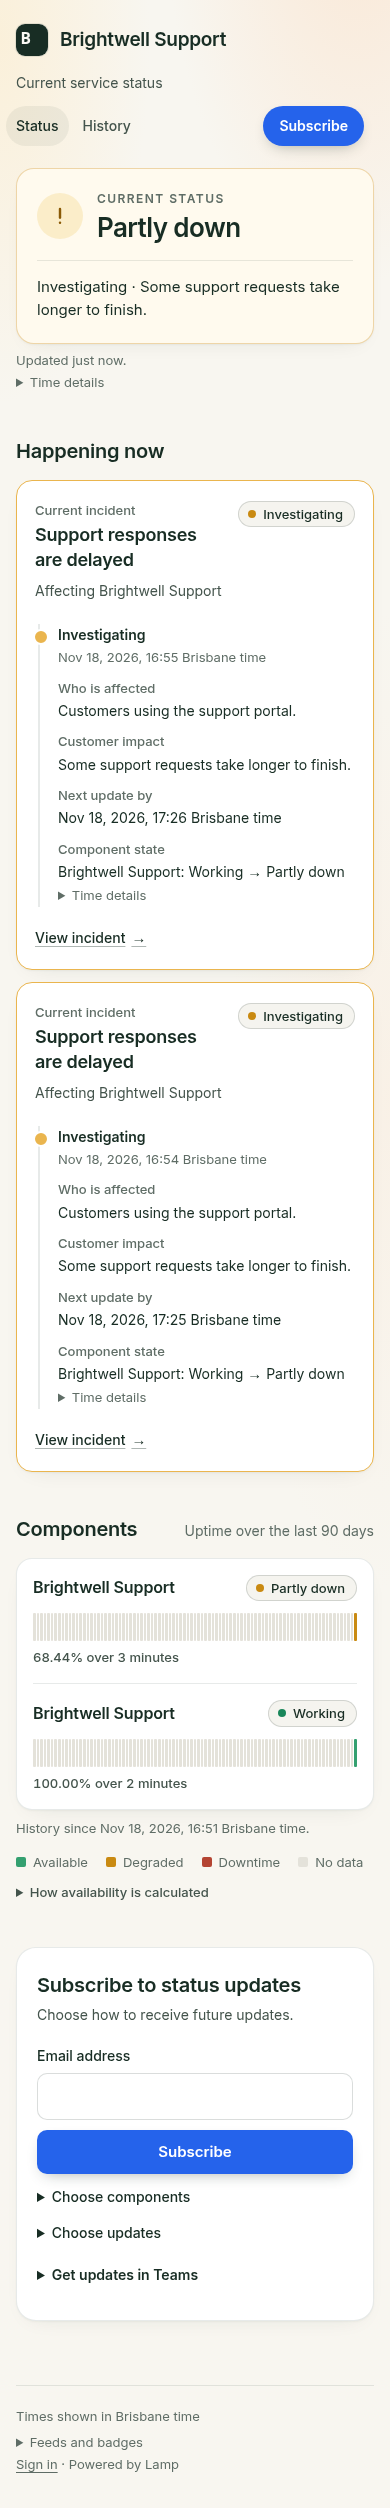 B Brightwell Support
Current service status
Status History Subscribe
!
CURRENT STATUS
Partly down
Investigating · Some support requests take
longer to finish.
Updated just now.
Time details
Happening now
Current incident
Investigating
Support responses
are delayed
Affecting Brightwell Support
Investigating
Nov 18, 2026, 16:55 Brisbane time
Who is affected
Customers using the support portal.
Customer impact
Some support requests take longer to finish.
Next update by
Nov 18, 2026, 17:26 Brisbane time
Component state
Brightwell Support: Working → Partly down
Time details
View incident →
Current incident
Investigating
Support responses
are delayed
Affecting Brightwell Support
Investigating
Nov 18, 2026, 16:54 Brisbane time
Who is affected
Customers using the support portal.
Customer impact
Some support requests take longer to finish.
Next update by
Nov 18, 2026, 17:25 Brisbane time
Component state
Brightwell Support: Working → Partly down
Time details
View incident →
Components Uptime over the last 90 days
Brightwell Support Partly down
68.44% over 3 minutes
Brightwell Support Working
100.00% over 2 minutes
History since Nov 18, 2026, 16:51 Brisbane time.
Available Degraded Downtime No data
How availability is calculated
Subscribe to status updates
Choose how to receive future updates.
Email address
Subscribe
Choose components
Choose updates
Get updates in Teams
Times shown in Brisbane time
Feeds and badges
Sign in · Powered by Lamp